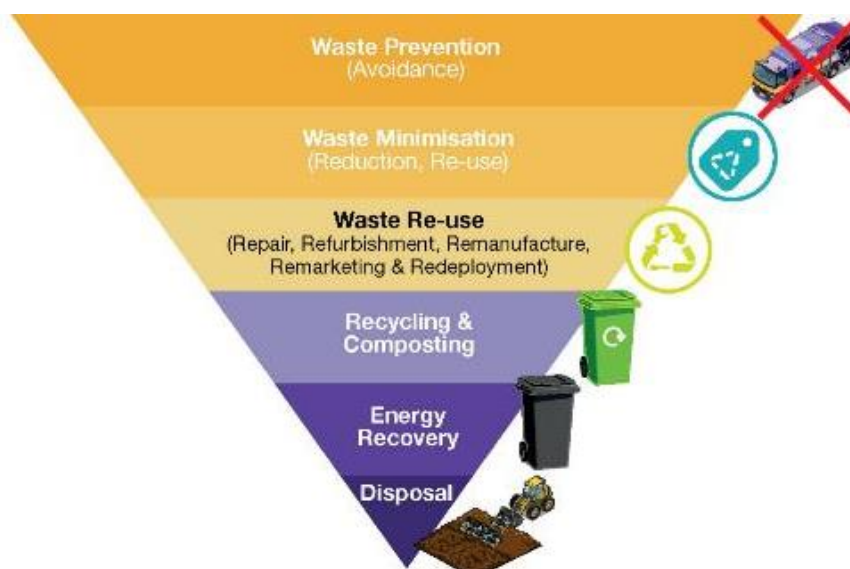 Waste Prevention
(Avoidance)
Waste Minimisation
(Reduction, Re-use)
Waste Re-use
(Repair, Refurbishment, Remanufacture,
Remarketing & Redeployment)
Recycling &
Composting
Energy
Recovery
Disposal